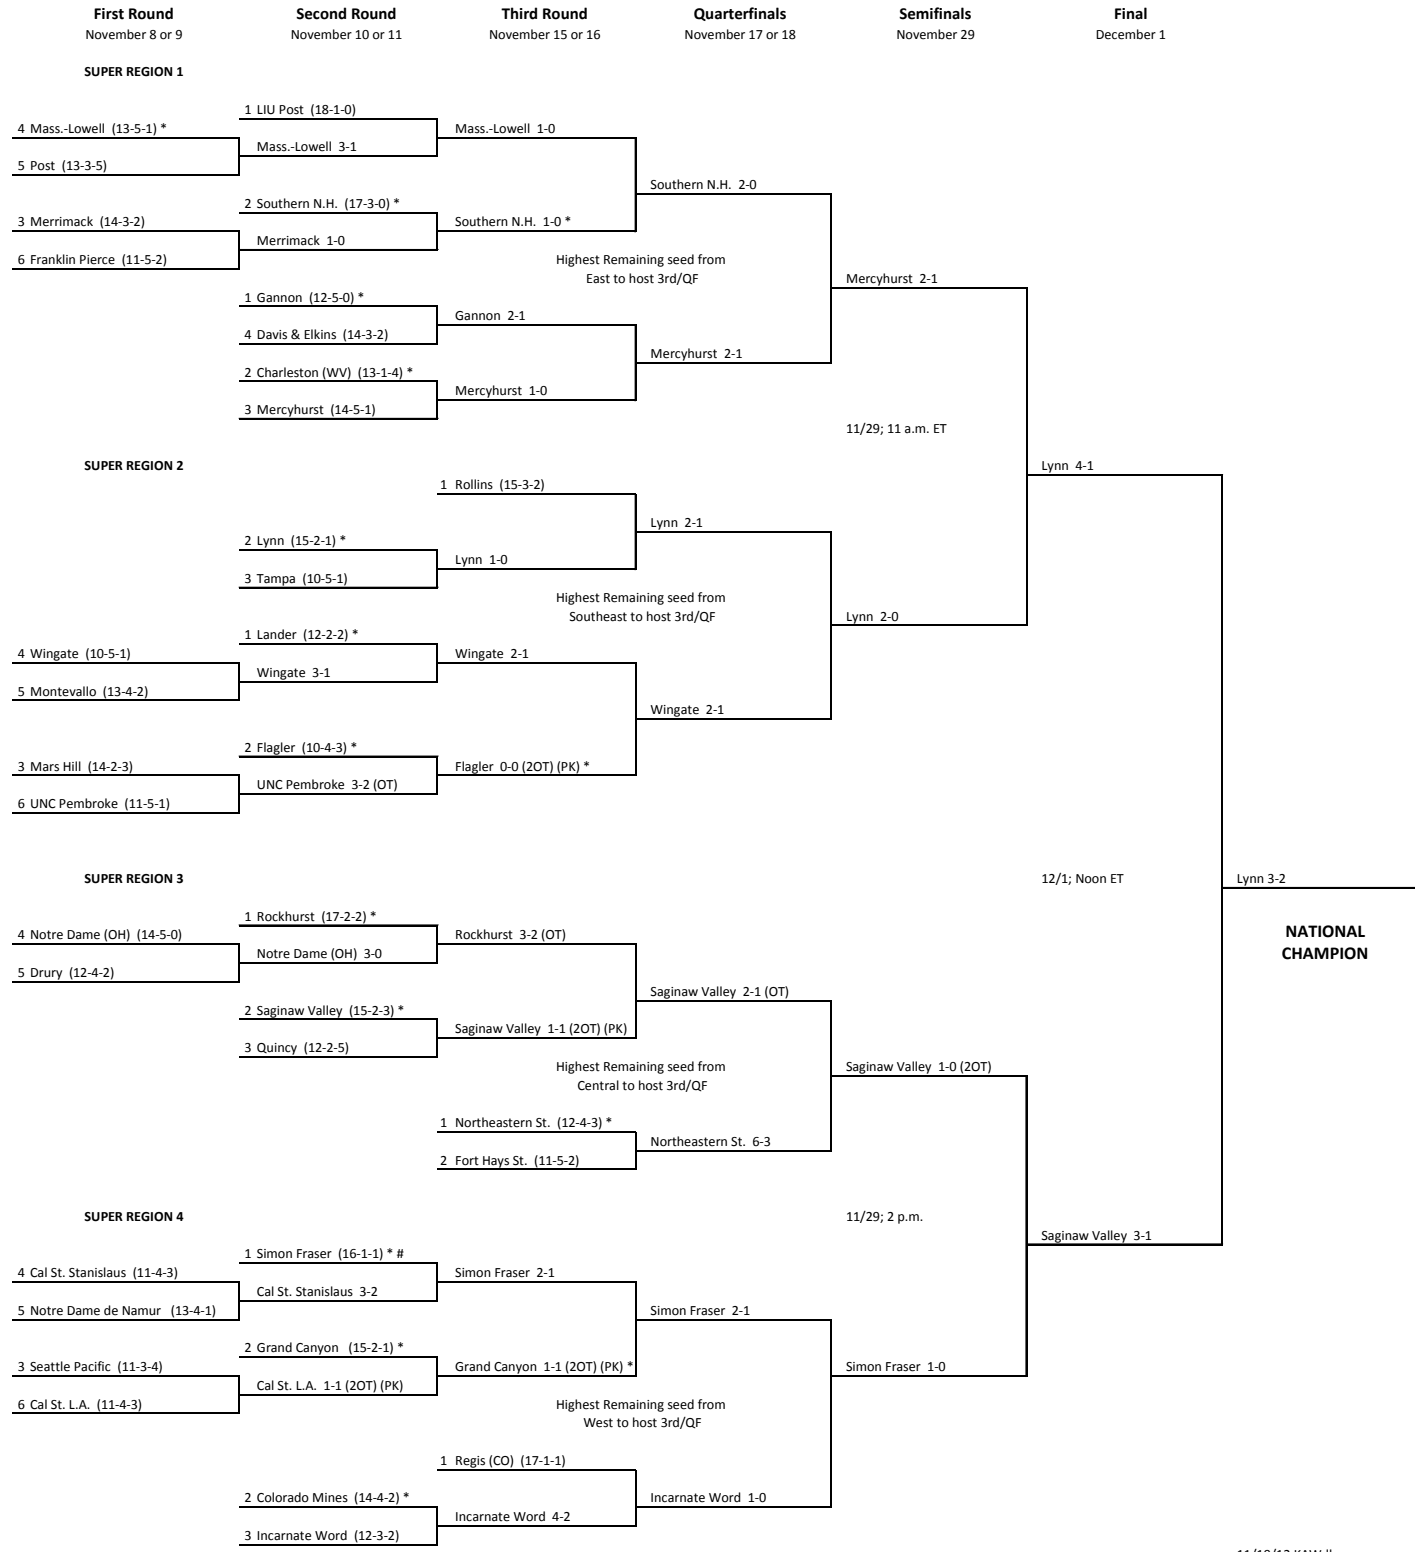 First Round
Second Round
Third Round
Quarterfinals
Semifinals
Final
November 8 or 9
November 10 or 11
November 15 or 16
November 17 or 18
November 29
December 1
SUPER REGION 1
1 LIU Post (18-1-0)
4 Mass.-Lowell (13-5-1) *
Mass.-Lowell 1-0
Mass.-Lowell 3-1
5 Post (13-3-5)
Southern N.H. 2-0
2 Southern N.H. (17-3-0) *
3 Merrimack (14-3-2)
Southern N.H. 1-0 *
Merrimack 1-0
6 Franklin Pierce (11-5-2)
Highest Remaining seed from
East to host 3rd/QF
Mercyhurst 2-1
1 Gannon (12-5-0) *
Gannon 2-1
4 Davis & Elkins (14-3-2)
Mercyhurst 2-1
2 Charleston (WV) (13-1-4) *
Mercyhurst 1-0
3 Mercyhurst (14-5-1)
11/29; 11 a.m. ET
SUPER REGION 2
Lynn 4-1
1 Rollins (15-3-2)
Lynn 2-1
2 Lynn (15-2-1) *
Lynn 1-0
3 Tampa (10-5-1)
Highest Remaining seed from
Southeast to host 3rd/QF
Lynn 2-0
1 Lander (12-2-2) *
4 Wingate (10-5-1)
Wingate 2-1
Wingate 3-1
5 Montevallo (13-4-2)
Wingate 2-1
2 Flagler (10-4-3) *
3 Mars Hill (14-2-3)
Flagler 0-0 (2OT) (PK) *
UNC Pembroke 3-2 (OT)
6 UNC Pembroke (11-5-1)
SUPER REGION 3
12/1; Noon ET
Lynn 3-2
1 Rockhurst (17-2-2) *
4 Notre Dame (OH) (14-5-0)
Rockhurst 3-2 (OT)
NATIONAL
CHAMPION
Notre Dame (OH) 3-0
5 Drury (12-4-2)
Saginaw Valley 2-1 (OT)
2 Saginaw Valley (15-2-3) *
Saginaw Valley 1-1 (2OT) (PK)
3 Quincy (12-2-5)
Highest Remaining seed from
Central to host 3rd/QF
Saginaw Valley 1-0 (2OT)
1 Northeastern St. (12-4-3) *
Northeastern St. 6-3
2 Fort Hays St. (11-5-2)
SUPER REGION 4
11/29; 2 p.m.
Saginaw Valley 3-1
1 Simon Fraser (16-1-1) * #
4 Cal St. Stanislaus (11-4-3)
Simon Fraser 2-1
Cal St. Stanislaus 3-2
5 Notre Dame de Namur (13-4-1)
Simon Fraser 2-1
2 Grand Canyon (15-2-1) *
3 Seattle Pacific (11-3-4)
Grand Canyon 1-1 (2OT) (PK) *
Simon Fraser 1-0
Cal St. L.A. 1-1 (2OT) (PK)
6 Cal St. L.A. (11-4-3)
Highest Remaining seed from
West to host 3rd/QF
1 Regis (CO) (17-1-1)
2 Colorado Mines (14-4-2) *
Incarnate Word 1-0
Incarnate Word 4-2
3 Incarnate Word (12-3-2)